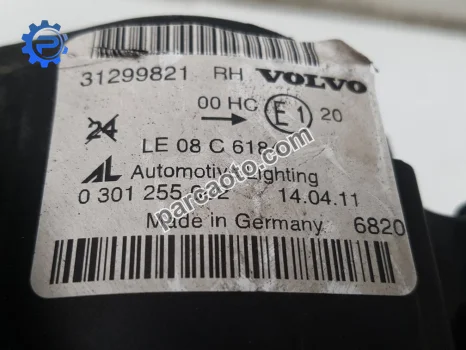 31299821 RH VOLVO
00 HC E1 20
24
LE 08 C 618
AL Automotive Lighting
0 301 255 14.04.11
Made in Germany 6820
parcaoto.com